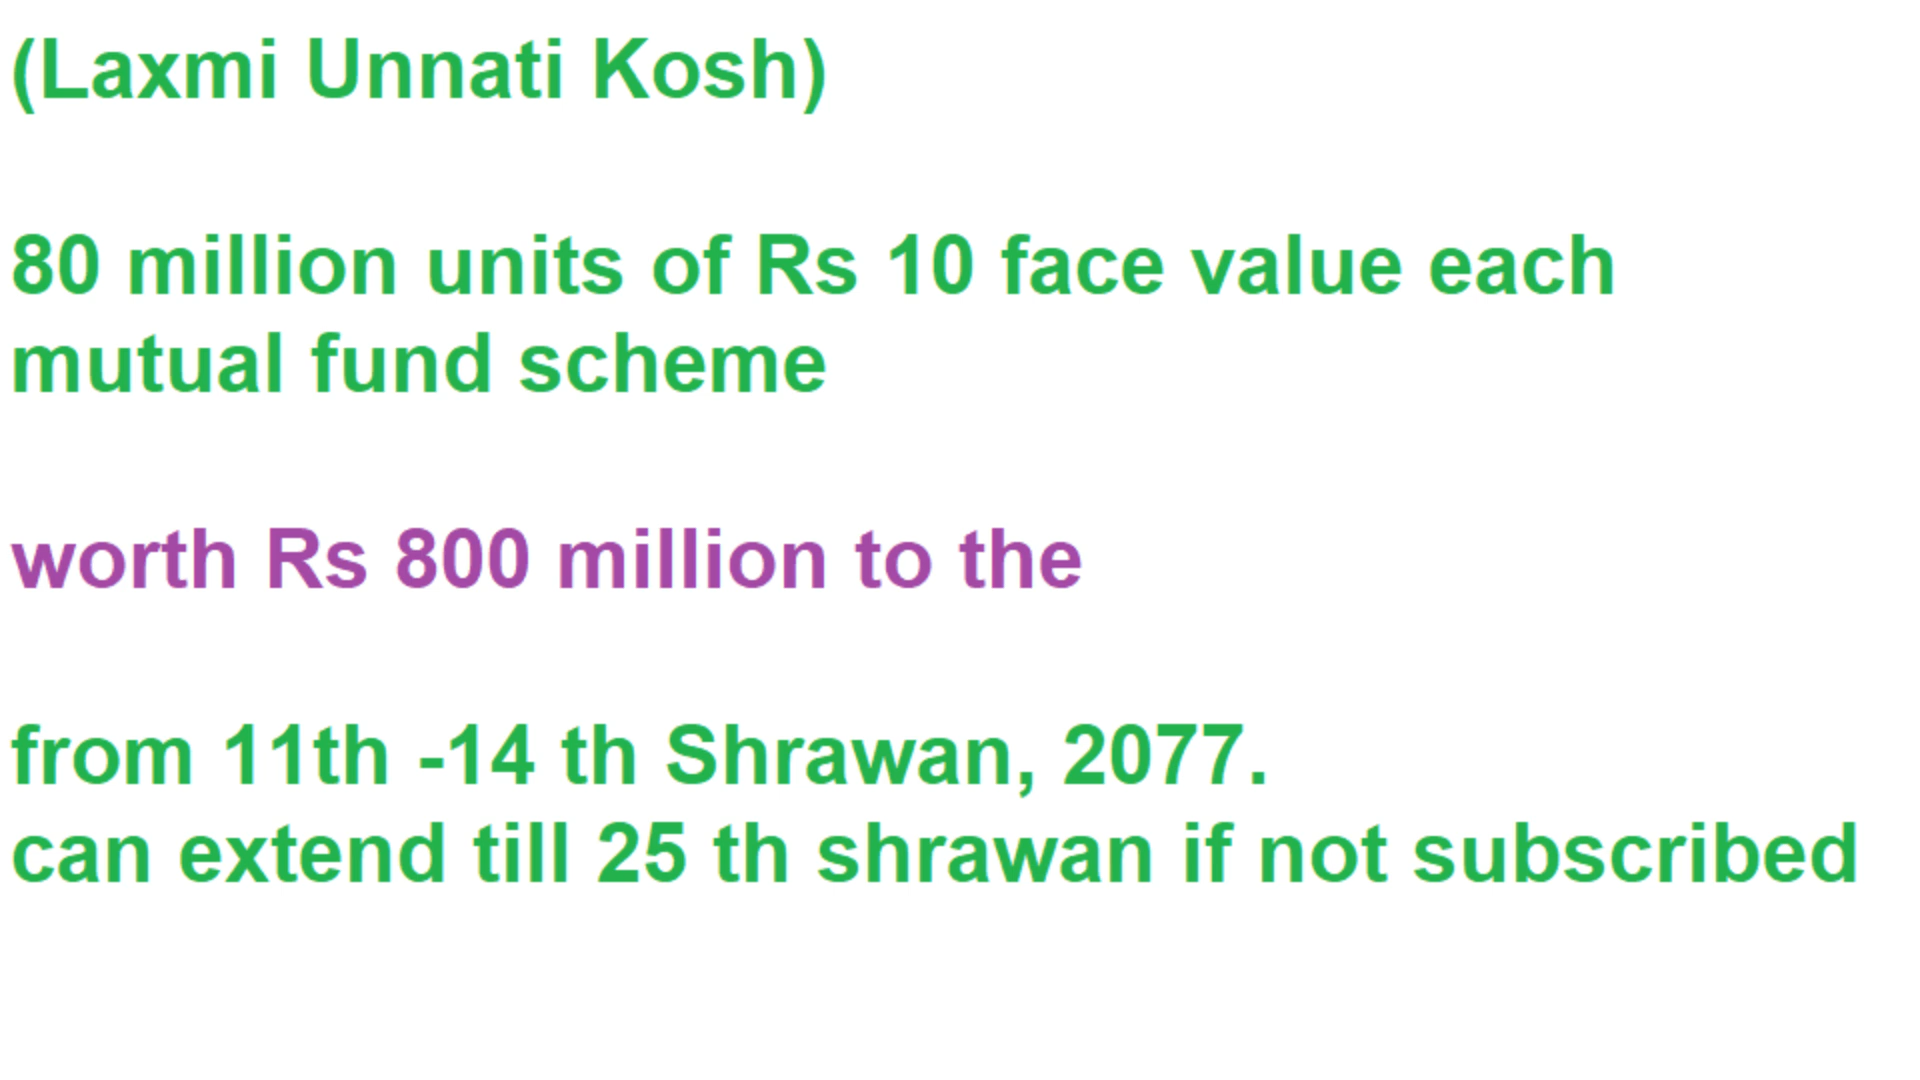 (Laxmi Unnati Kosh)
80 million units of Rs 10 face value each
mutual fund scheme
worth Rs 800 million to the
from 11th -14 th Shrawan, 2077.
can extend till 25 th shrawan if not subscribed